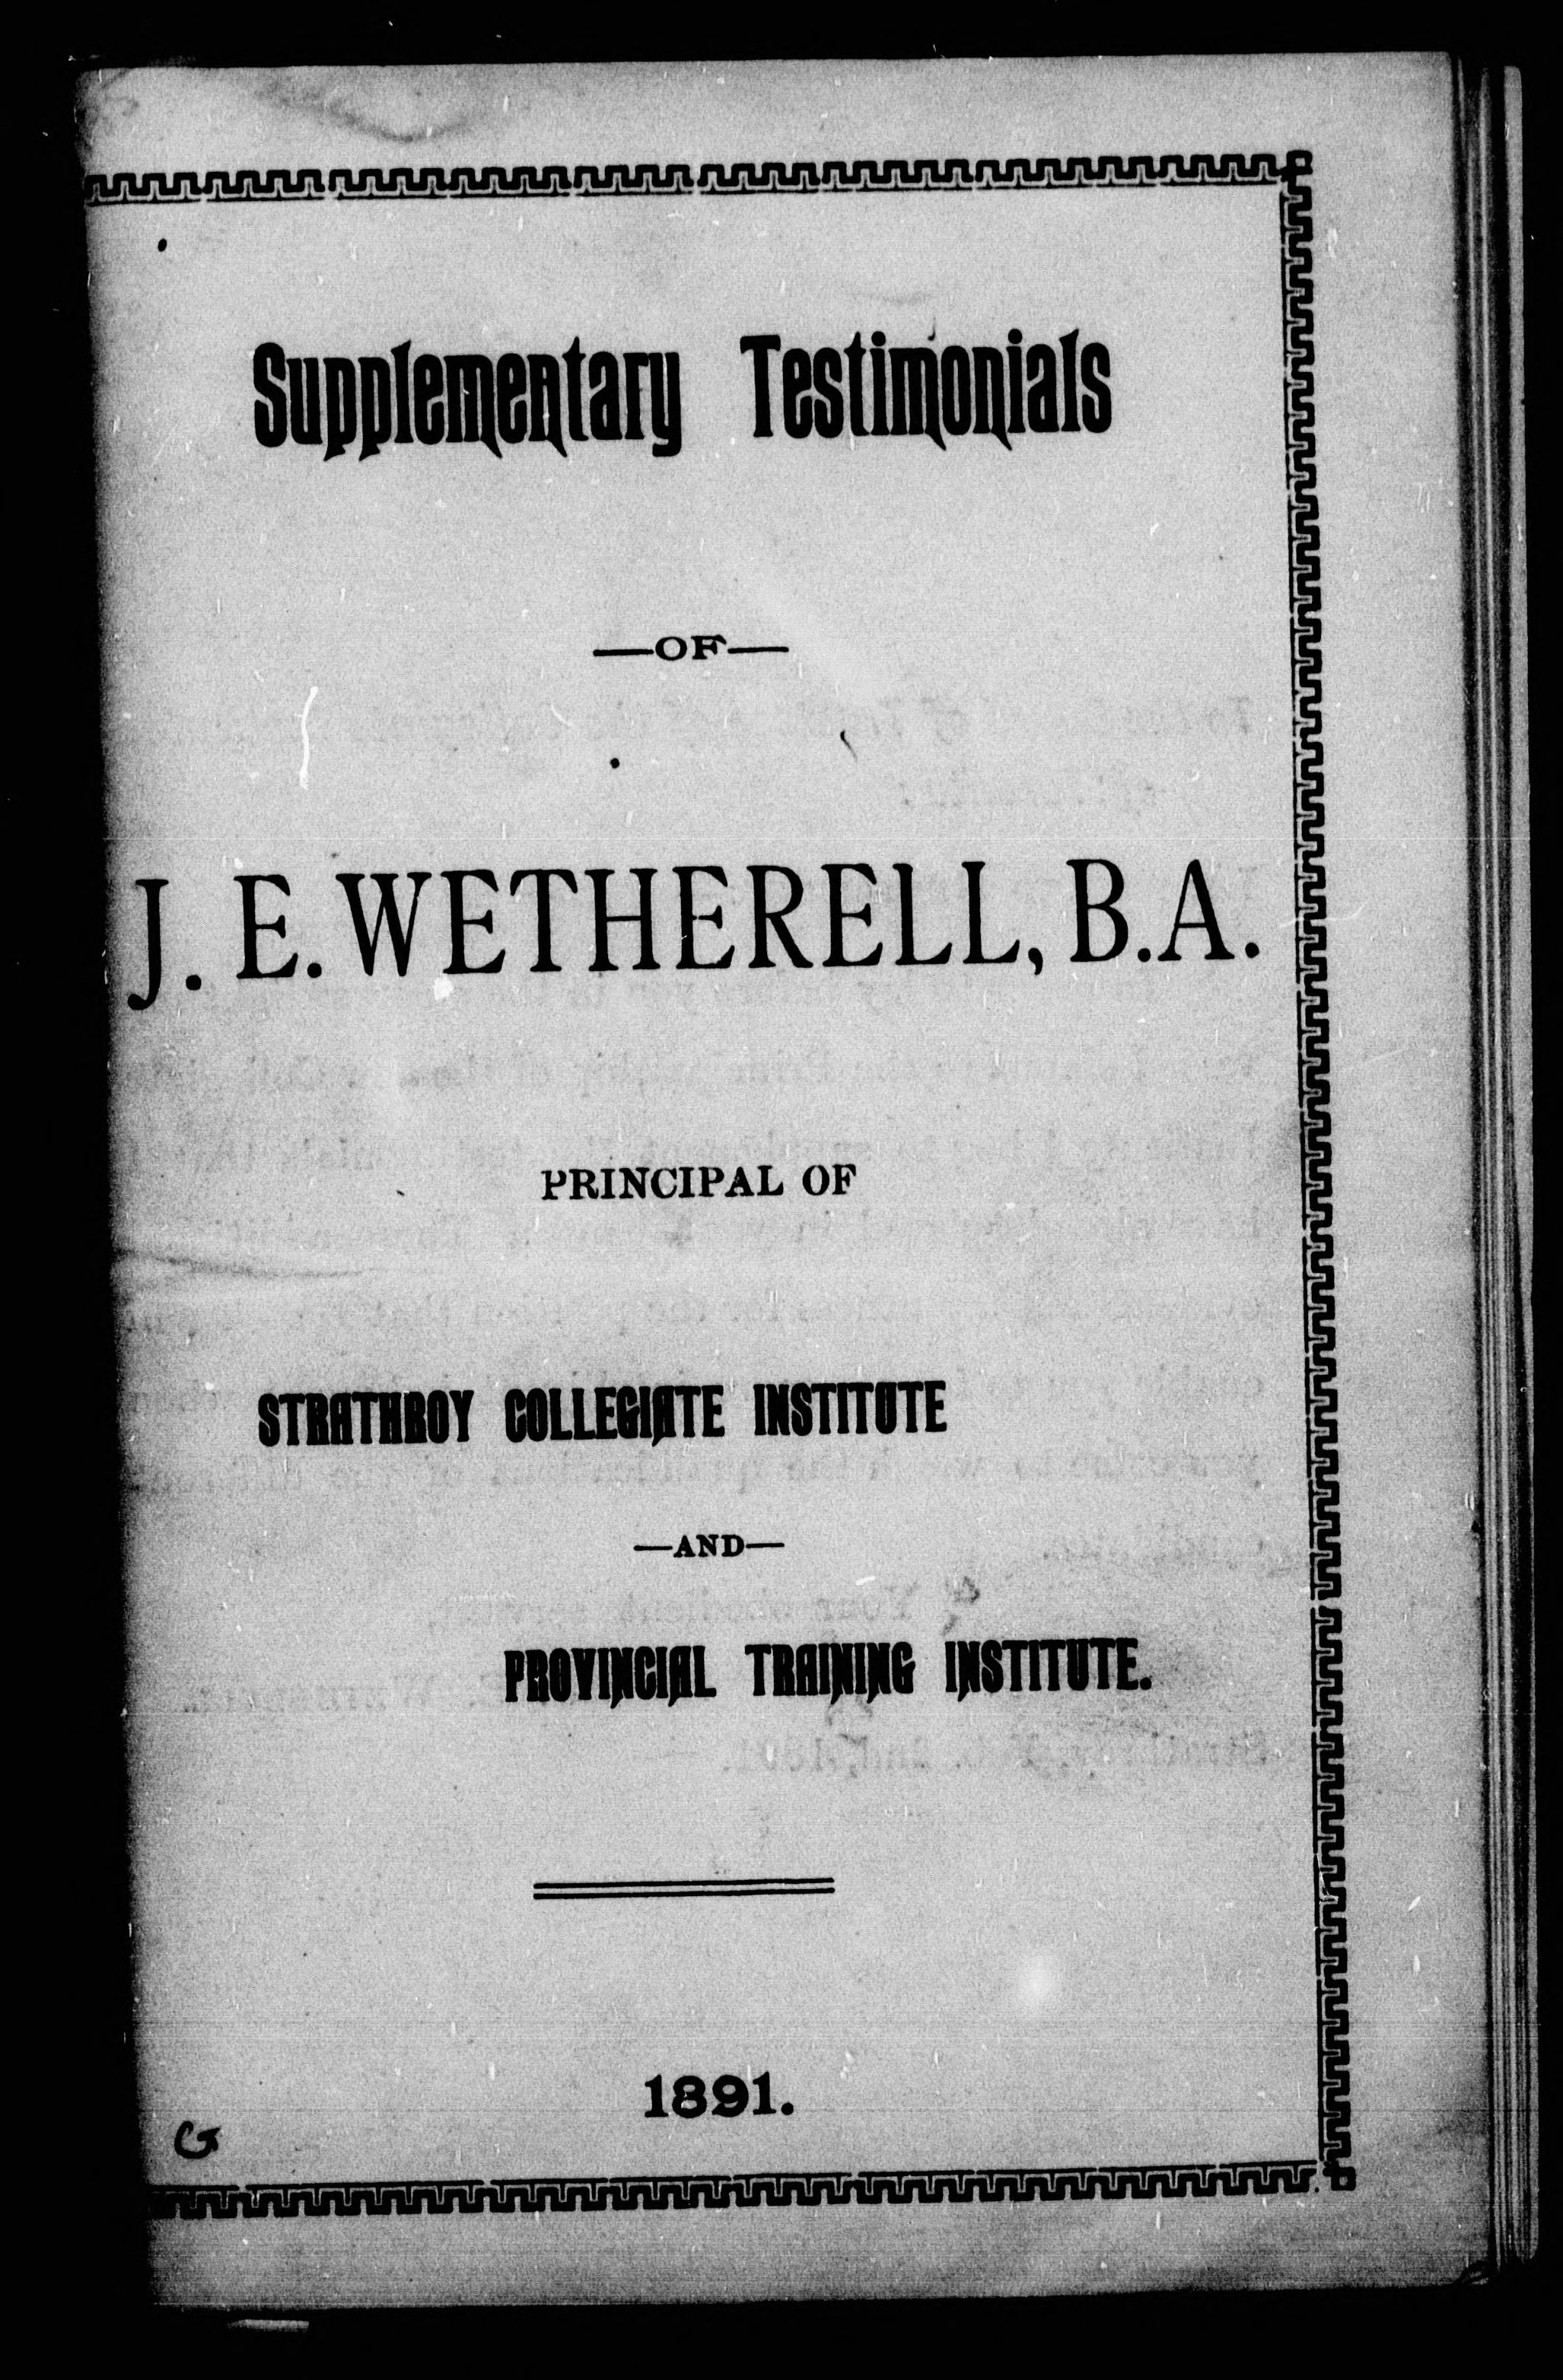 Supplementary Testimonials
—OF—
J. E. WETHERELL, B.A.
PRINCIPAL OF
STRATHROY COLLEGIATE INSTITUTE
—AND—
PROVINCIAL TRAINING INSTITUTE.
1891.
G